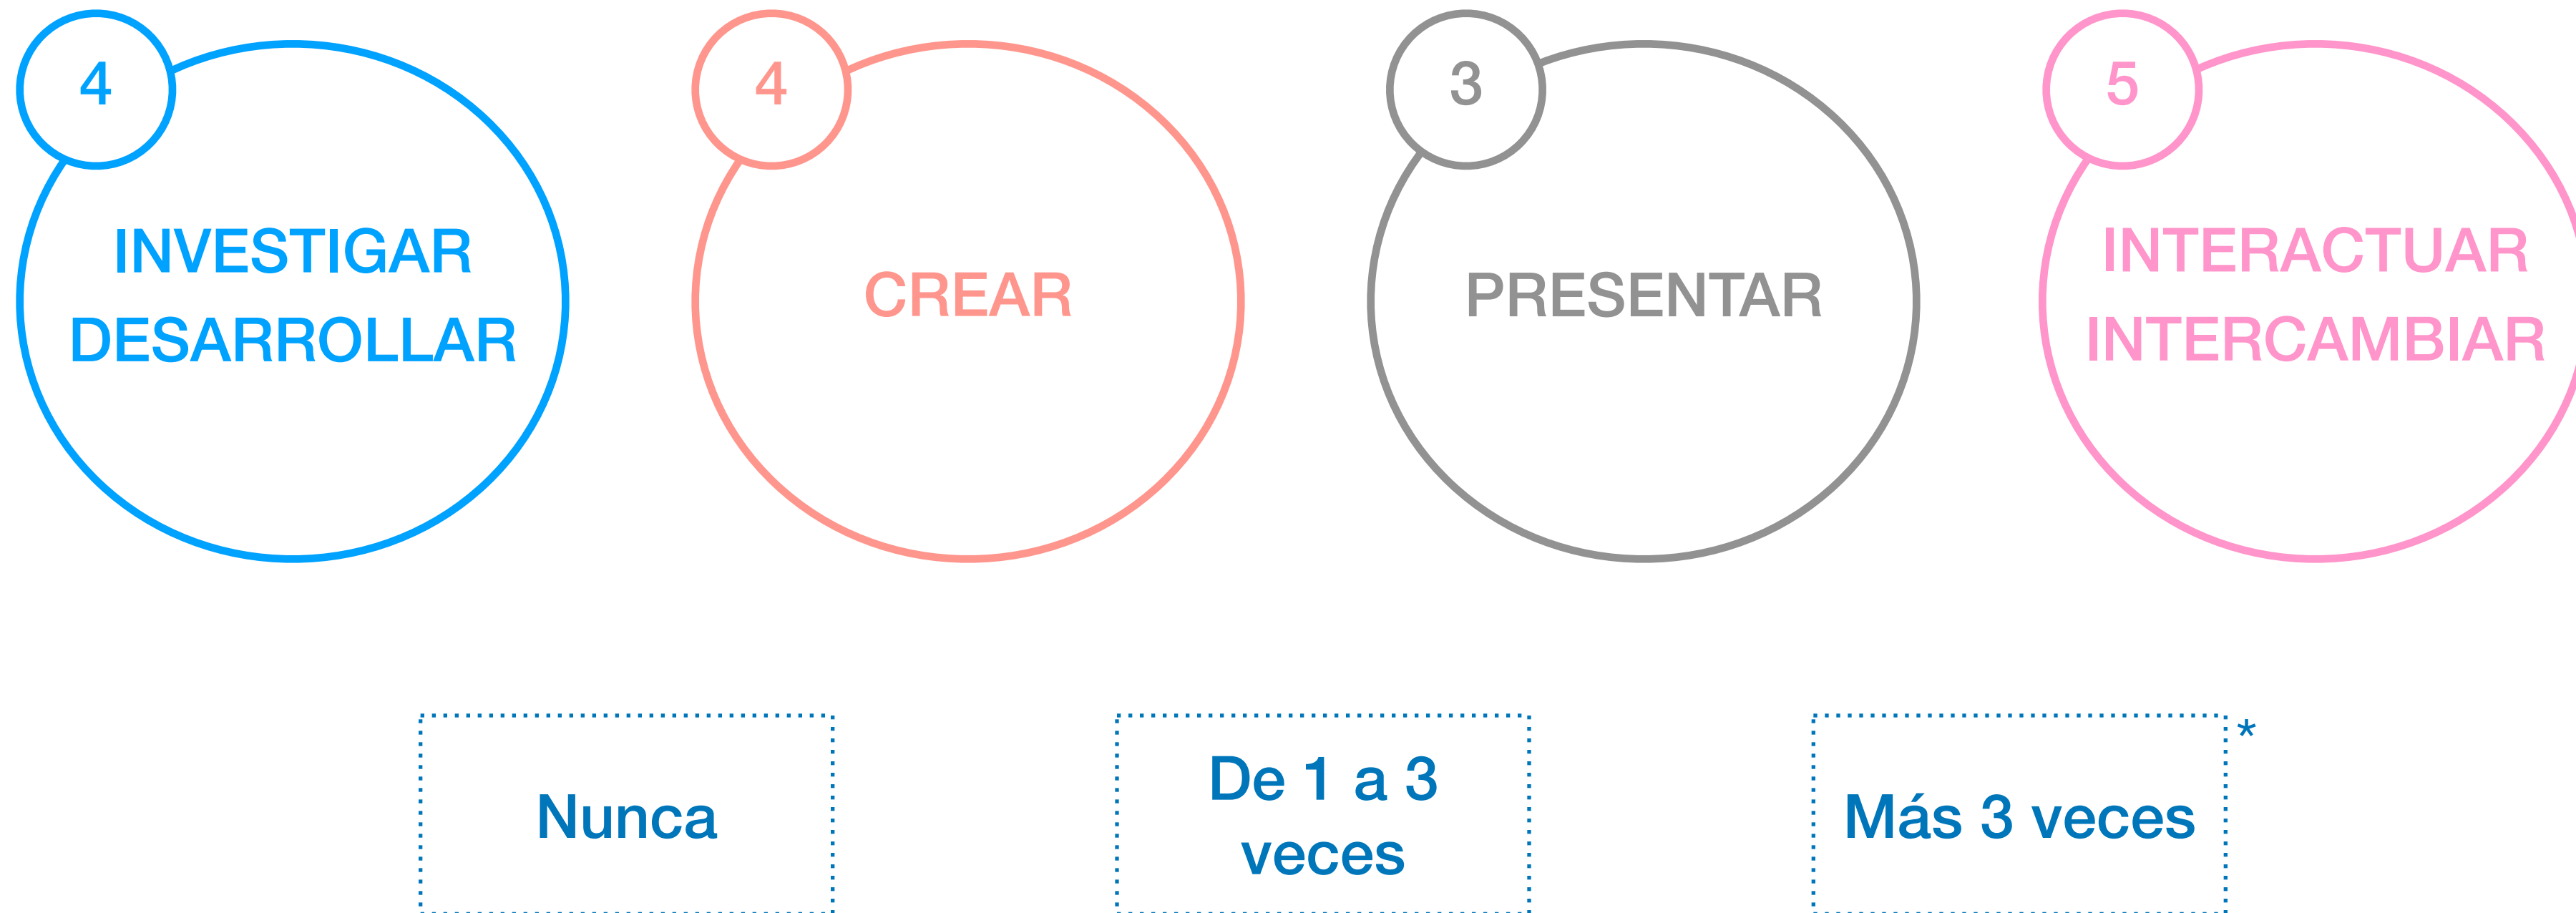 4
INVESTIGAR
DESARROLLAR
4
CREAR
3
PRESENTAR
5
INTERACTUAR
INTERCAMBIAR
Nunca
De 1 a 3
veces
Más 3 veces
*